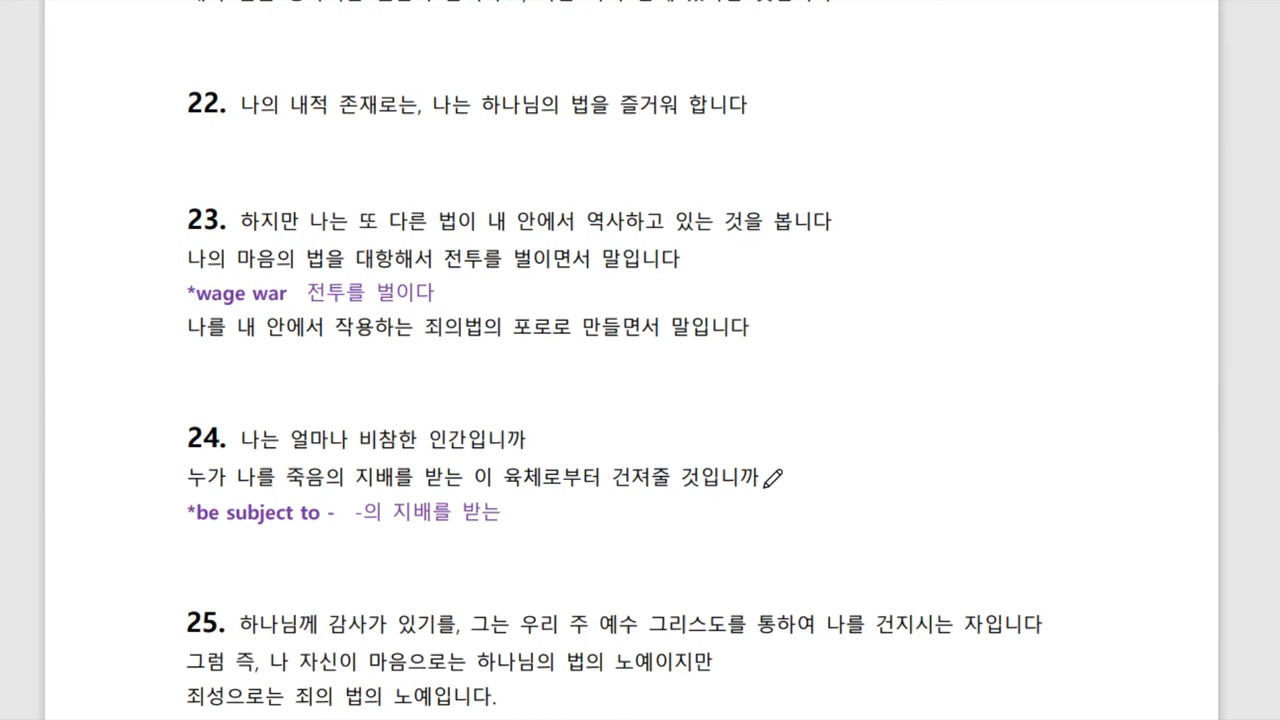 22. 나의 내적 존재로는, 나는 하나님의 법을 즐거워 합니다
23. 하지만 나는 또 다른 법이 내 안에서 역사하고 있는 것을 봅니다
나의 마음의 법을 대항해서 전투를 벌이면서 말입니다
*wage war 전투를 벌이다
나를 내 안에서 작용하는 죄의법의 포로로 만들면서 말입니다
24. 나는 얼마나 비참한 인간입니까
누가 나를 죽음의 지배를 받는 이 육체로부터 건져줄 것입니까
*be subject to - -의 지배를 받는
25. 하나님께 감사가 있기를, 그는 우리 주 예수 그리스도를 통하여 나를 건지시는 자입니다
그럼 즉, 나 자신이 마음으로는 하나님의 법의 노예이지만
죄성으로는 죄의 법의 노예입니다.